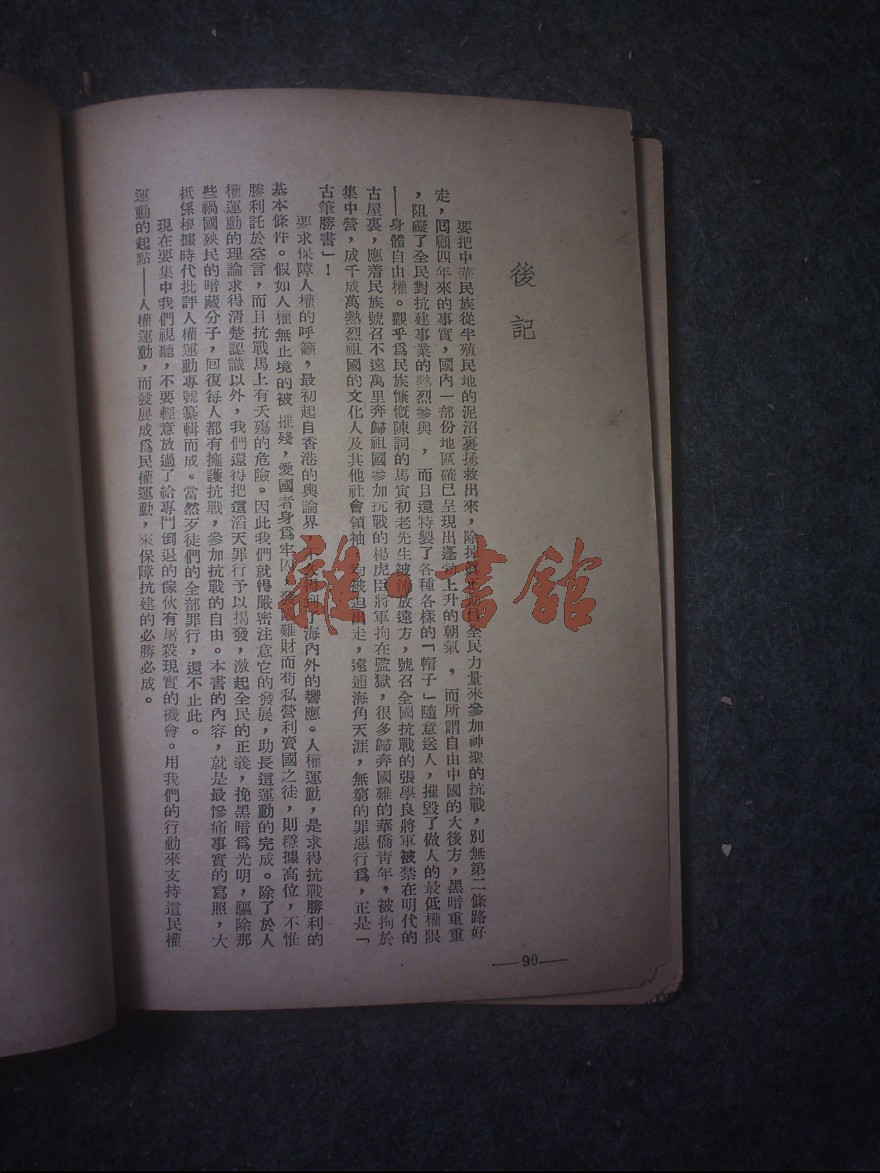 後記
要把中華民族從半殖民地的泥沼裏拯救出來，除 全民力量來參加神聖的抗戰，別無第二條路好
走，囘顧四年來的事實，國內一部份地區確已呈現出蓬勃上升的朝氣，而所謂自由中國的大後方，黑暗重重
，阻礙了全民對抗建事業的熱烈參與，而且還特製了各種各樣的「帽子」隨意送人，摧毀了做人的最低權限
——身體自由權。觀乎爲民族慷慨陳詞的馬寅初老先生被 放遠方，號召全國抗戰的張學良將軍被禁在明代的
古屋裏，應着民族號召不遠萬里奔歸祖國參加抗戰的楊虎臣將軍拘在監獄，很多歸奔國難的華僑青年，被拘於
集中營，成千成萬熱烈祖國的文化人及其他社會領袖，均被迫出走，遠適海角天涯，無窮的罪惡行爲，正是「
古筆勝書」！
要求保障人權的呼籲，最初起自香港的輿論界， 得到了海內外的響應。人權運動，是求得抗戰勝利的
基本條件。假如人權無止境的被摧殘，愛國者身爲牢囚， 難財而苟私營利賣國之徒，則穩據高位，不惟
勝利託於空言，而且抗戰馬上有夭殤的危險。因此我們就得嚴密注意它的發展，助長這運動的完成。除了於人
權運動的理論求得清楚認識以外，我們還得把這滔天罪行予以揭發，激起全民的正義，挽黑暗爲光明，驅除那
些禍國殃民的暗蔽分子，囘復每人都有擁護抗戰，參加抗戰的自由。本書的內容，就是最慘痛事實的寫照，大
抵係根據時代批評人權運動專號纂輯而成。當然歹徒們的全部罪行，還不止此。
現在要集中我們視聽，不要輕意放過了給專門倒退的傢伙有屠殺現實的機會。用我們的行動來支持這民權
運動的起點——人權運動，而發展成爲民權運動，來保障抗建的必勝必成。
—90—
雜·書館